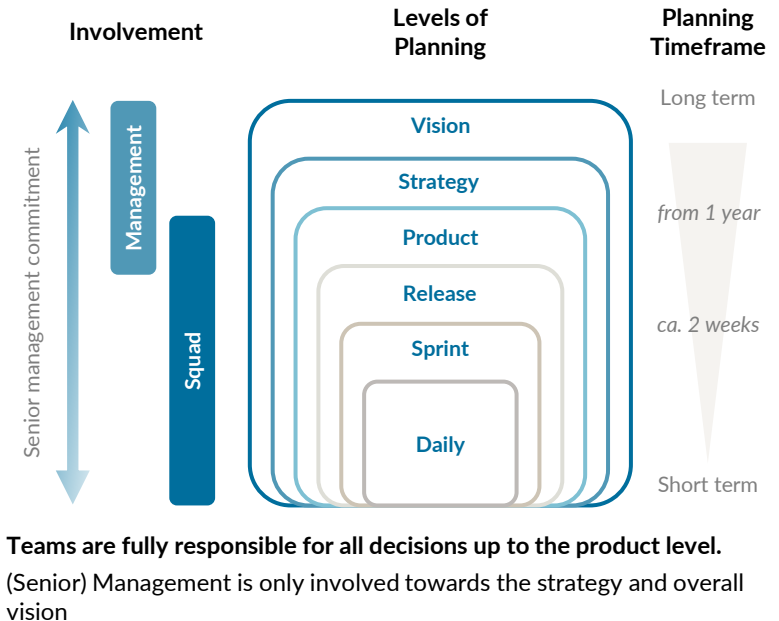 Involvement
Levels of
Planning
Planning
Timeframe
Senior management commitment
Management
Squad
Vision
Strategy
Product
Release
Sprint
Daily
Long term
from 1 year
ca. 2 weeks
Short term
Teams are fully responsible for all decisions up to the product level.
(Senior) Management is only involved towards the strategy and overall
vision